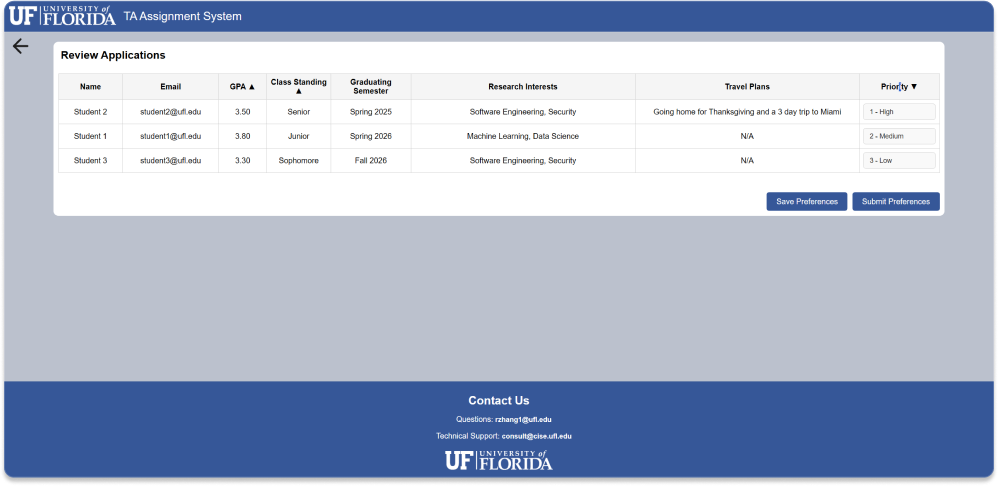 UF UNIVERSITY of FLORIDA TA Assignment System
Review Applications
Name Email GPA ▲ Class Standing ▲ Graduating Semester Research Interests Travel Plans Priority ▼
Student 2 student2@ufl.edu 3.50 Senior Spring 2025 Software Engineering, Security Going home for Thanksgiving and a 3 day trip to Miami 1 - High
Student 1 student1@ufl.edu 3.80 Junior Spring 2026 Machine Learning, Data Science N/A 2 - Medium
Student 3 student3@ufl.edu 3.30 Sophomore Fall 2026 Software Engineering, Security N/A 3 - Low
Save Preferences Submit Preferences
Contact Us
Questions: rzhang1@ufl.edu
Technical Support: consult@cise.ufl.edu
UF UNIVERSITY of FLORIDA